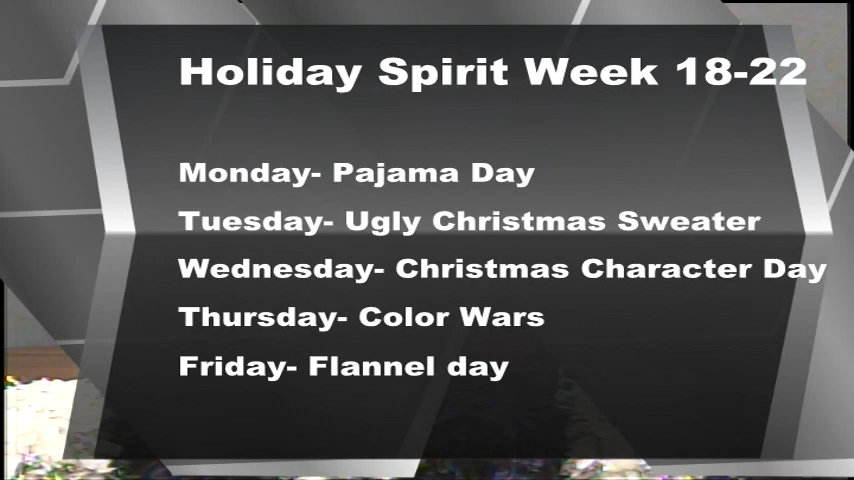 Holiday Spirit Week 18-22
Monday- Pajama Day
Tuesday- Ugly Christmas Sweater
Wednesday- Christmas Character Day
Thursday- Color Wars
Friday- Flannel day